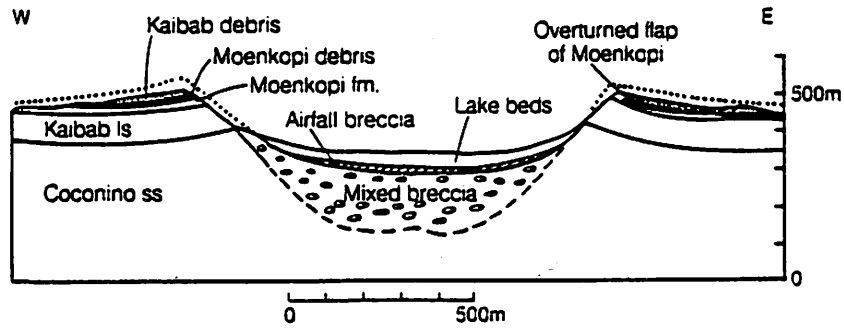 W
E
Kaibab debris
Moenkopi debris
Moenkopi fm.
Overturned flap
of Moenkopi
500m
Kaibab ls
Airfall breccia
Lake beds
Coconino ss
Mixed breccia
0
0
500m